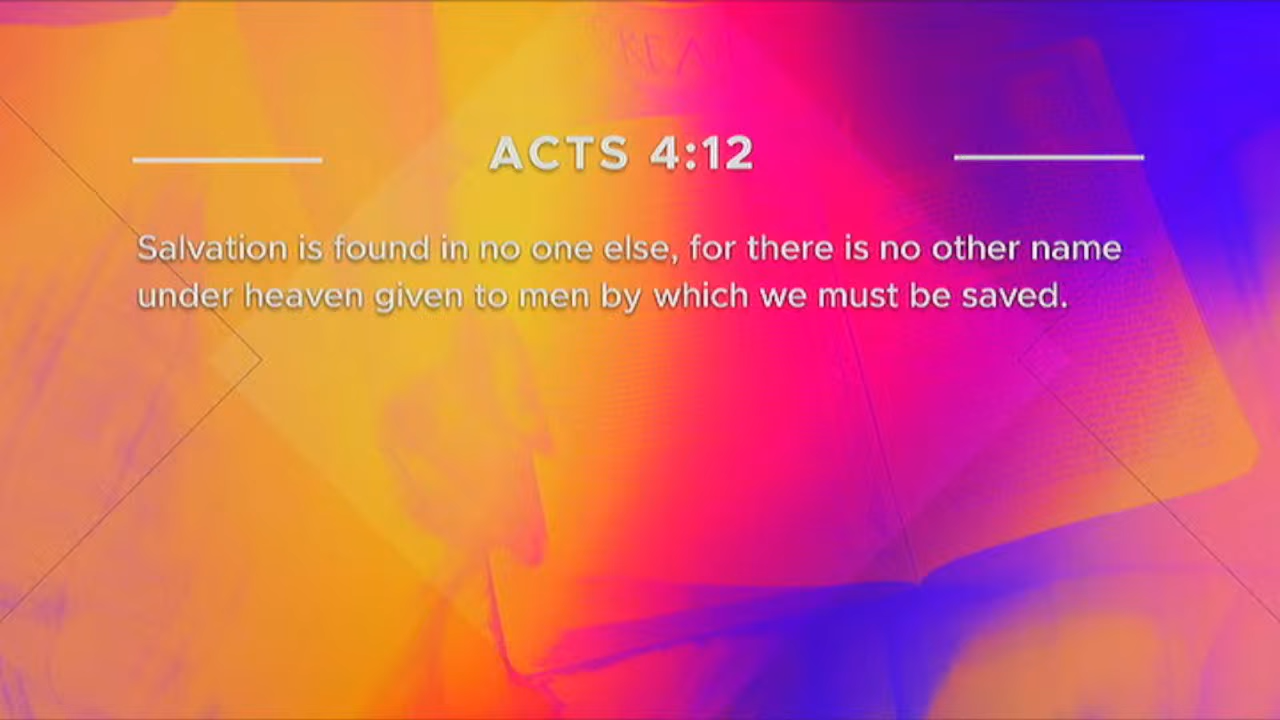 ACTS 4:12
Salvation is found in no one else, for there is no other name
under heaven given to men by which we must be saved.